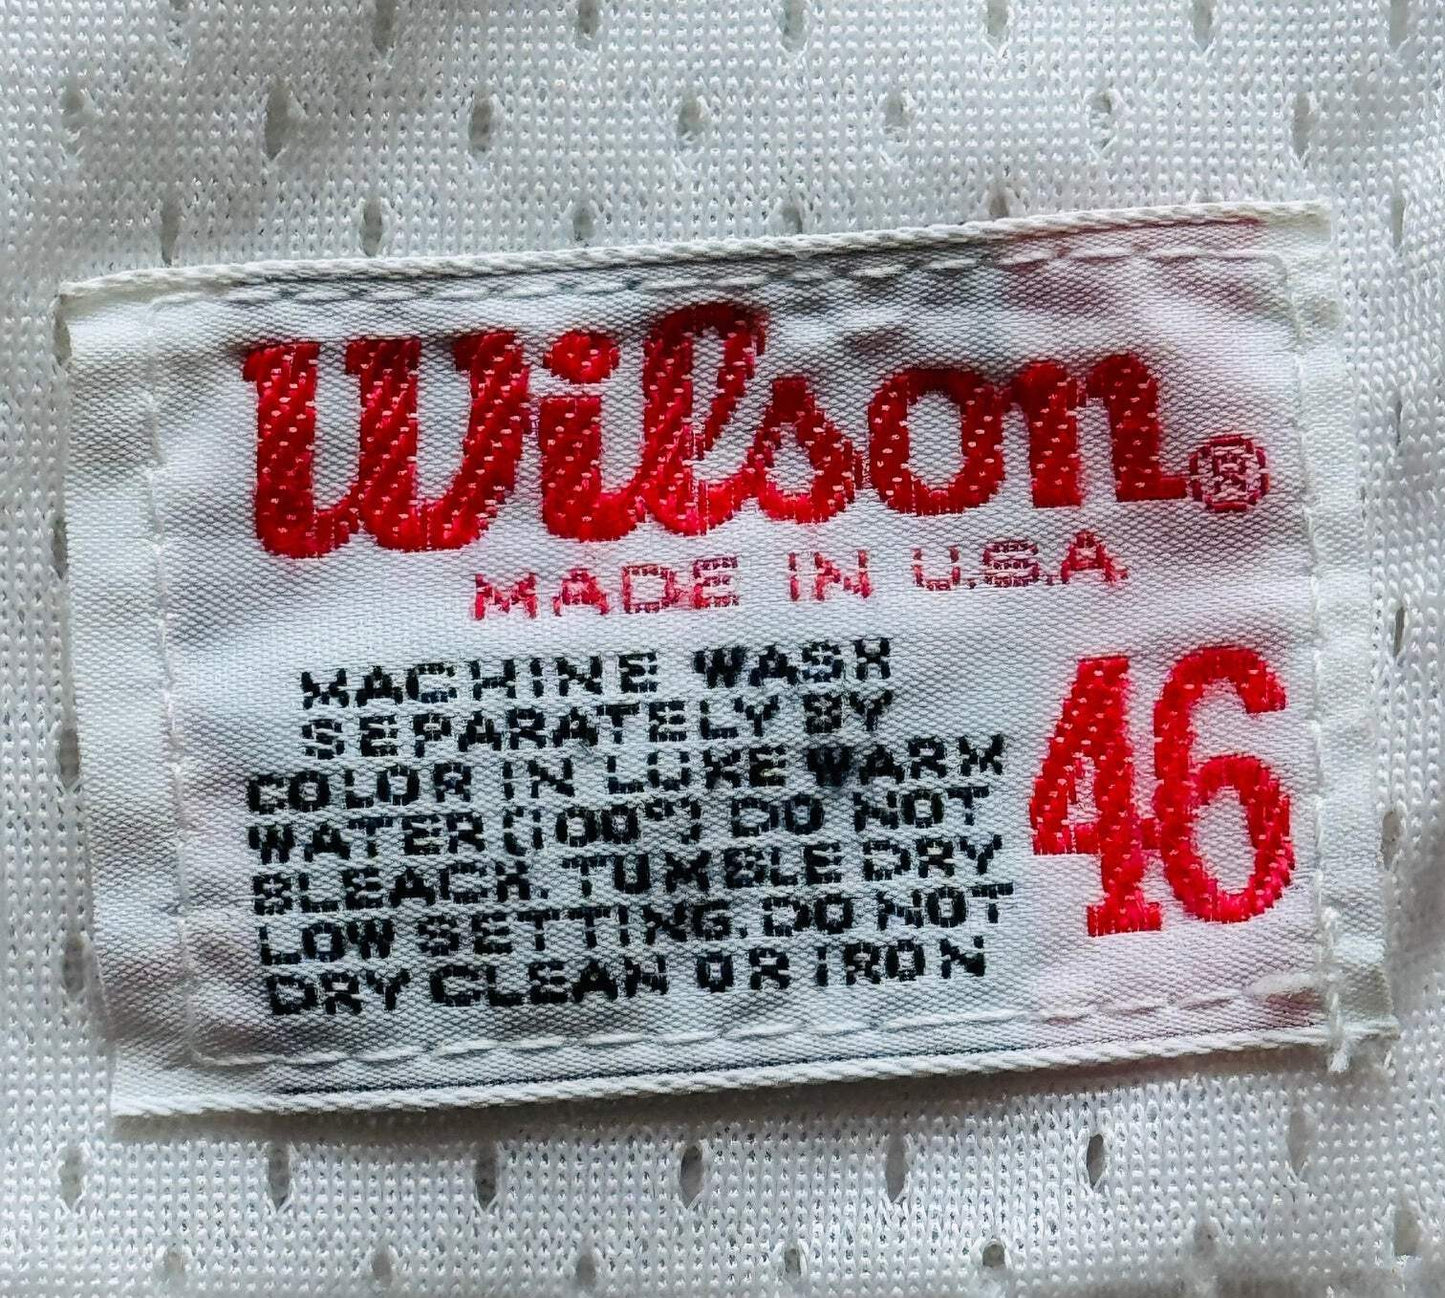 Wilson®
MADE IN U.S.A.
MACHINE WASH
SEPARATELY BY
COLOR IN LUKE WARM
WATER (100°) DO NOT
BLEACH. TUMBLE DRY
LOW SETTING. DO NOT
DRY CLEAN OR IRON
46